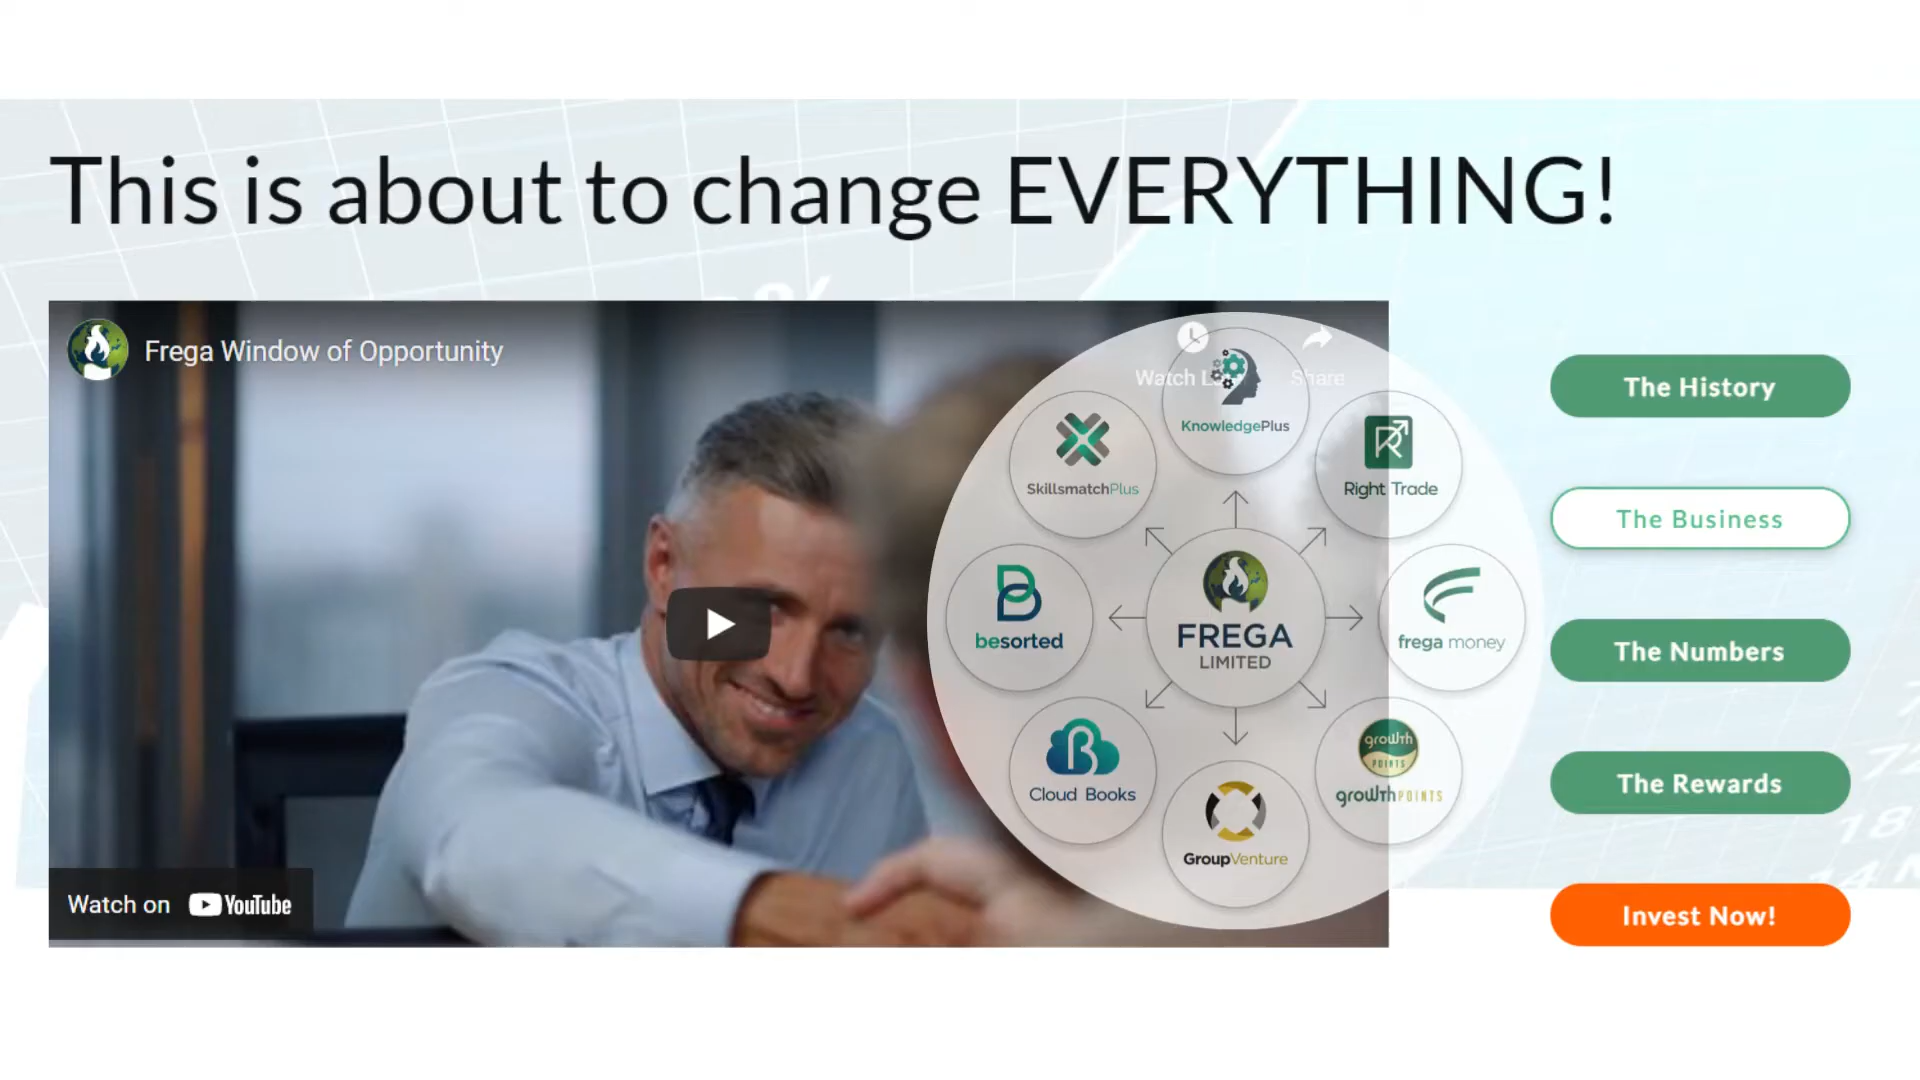 This is about to change EVERYTHING!
Frega Window of Opportunity
Watch
Share
KnowledgePlus
SkillsmatchPlus
Right Trade
besorted
FREGA
LIMITED
frega money
Cloud Books
growth
POINTS
growthPOINTS
GroupVenture
Watch on YouTube
The History
The Business
The Numbers
The Rewards
Invest Now!